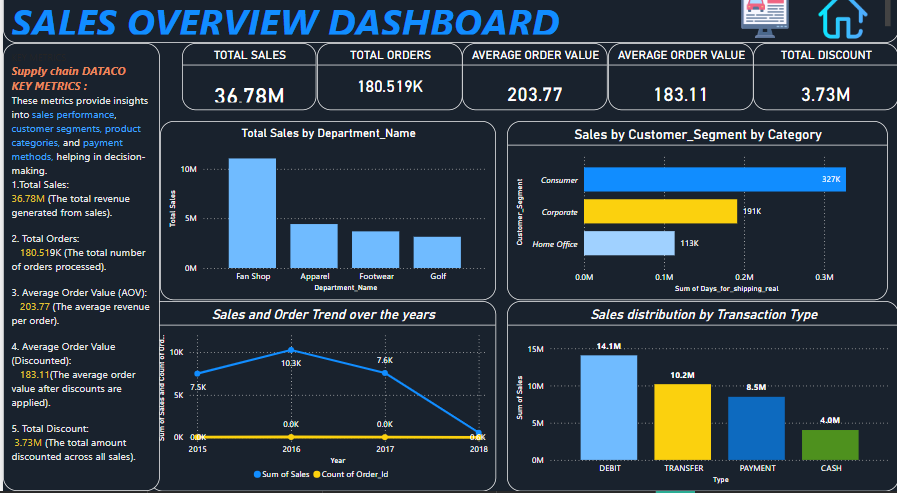 SALES OVERVIEW DASHBOARD
Supply chain DATACO
KEY METRICS :
These metrics provide insights
into sales performance,
customer segments, product
categories, and payment
methods, helping in decision-
making.
1.Total Sales:
36.78M (The total revenue
generated from sales).
2. Total Orders:
180.519K (The total number
of orders processed).
3. Average Order Value (AOV):
203.77 (The average revenue
per order).
4. Average Order Value
(Discounted):
183.11(The average order
value after discounts are
applied).
5. Total Discount:
3.73M (The total amount
discounted across all sales).
TOTAL SALES
36.78M
TOTAL ORDERS
180.519K
AVERAGE ORDER VALUE
203.77
AVERAGE ORDER VALUE
183.11
TOTAL DISCOUNT
3.73M
Total Sales by Department_Name
Total Sales
10M
5M
0M
Fan Shop Apparel Footwear Golf
Department_Name
Sales by Customer_Segment by Category
Customer_Segment
Consumer 327K
Corporate 191K
Home Office 113K
0.0M 0.1M 0.2M 0.3M
Sum of Days_for_shipping_real
Sales and Order Trend over the years
Sum of Sales and Count of Ord...
10K
5K
0K
7.5K 10.3K 7.6K
0.0K 0.0K 0.0K
2015 2016 2017 2018
Year
Sum of Sales Count of Order_Id
Sales distribution by Transaction Type
Sum of Sales
15M
10M
5M
0M
14.1M 10.2M 8.5M 4.0M
DEBIT TRANSFER PAYMENT CASH
Type